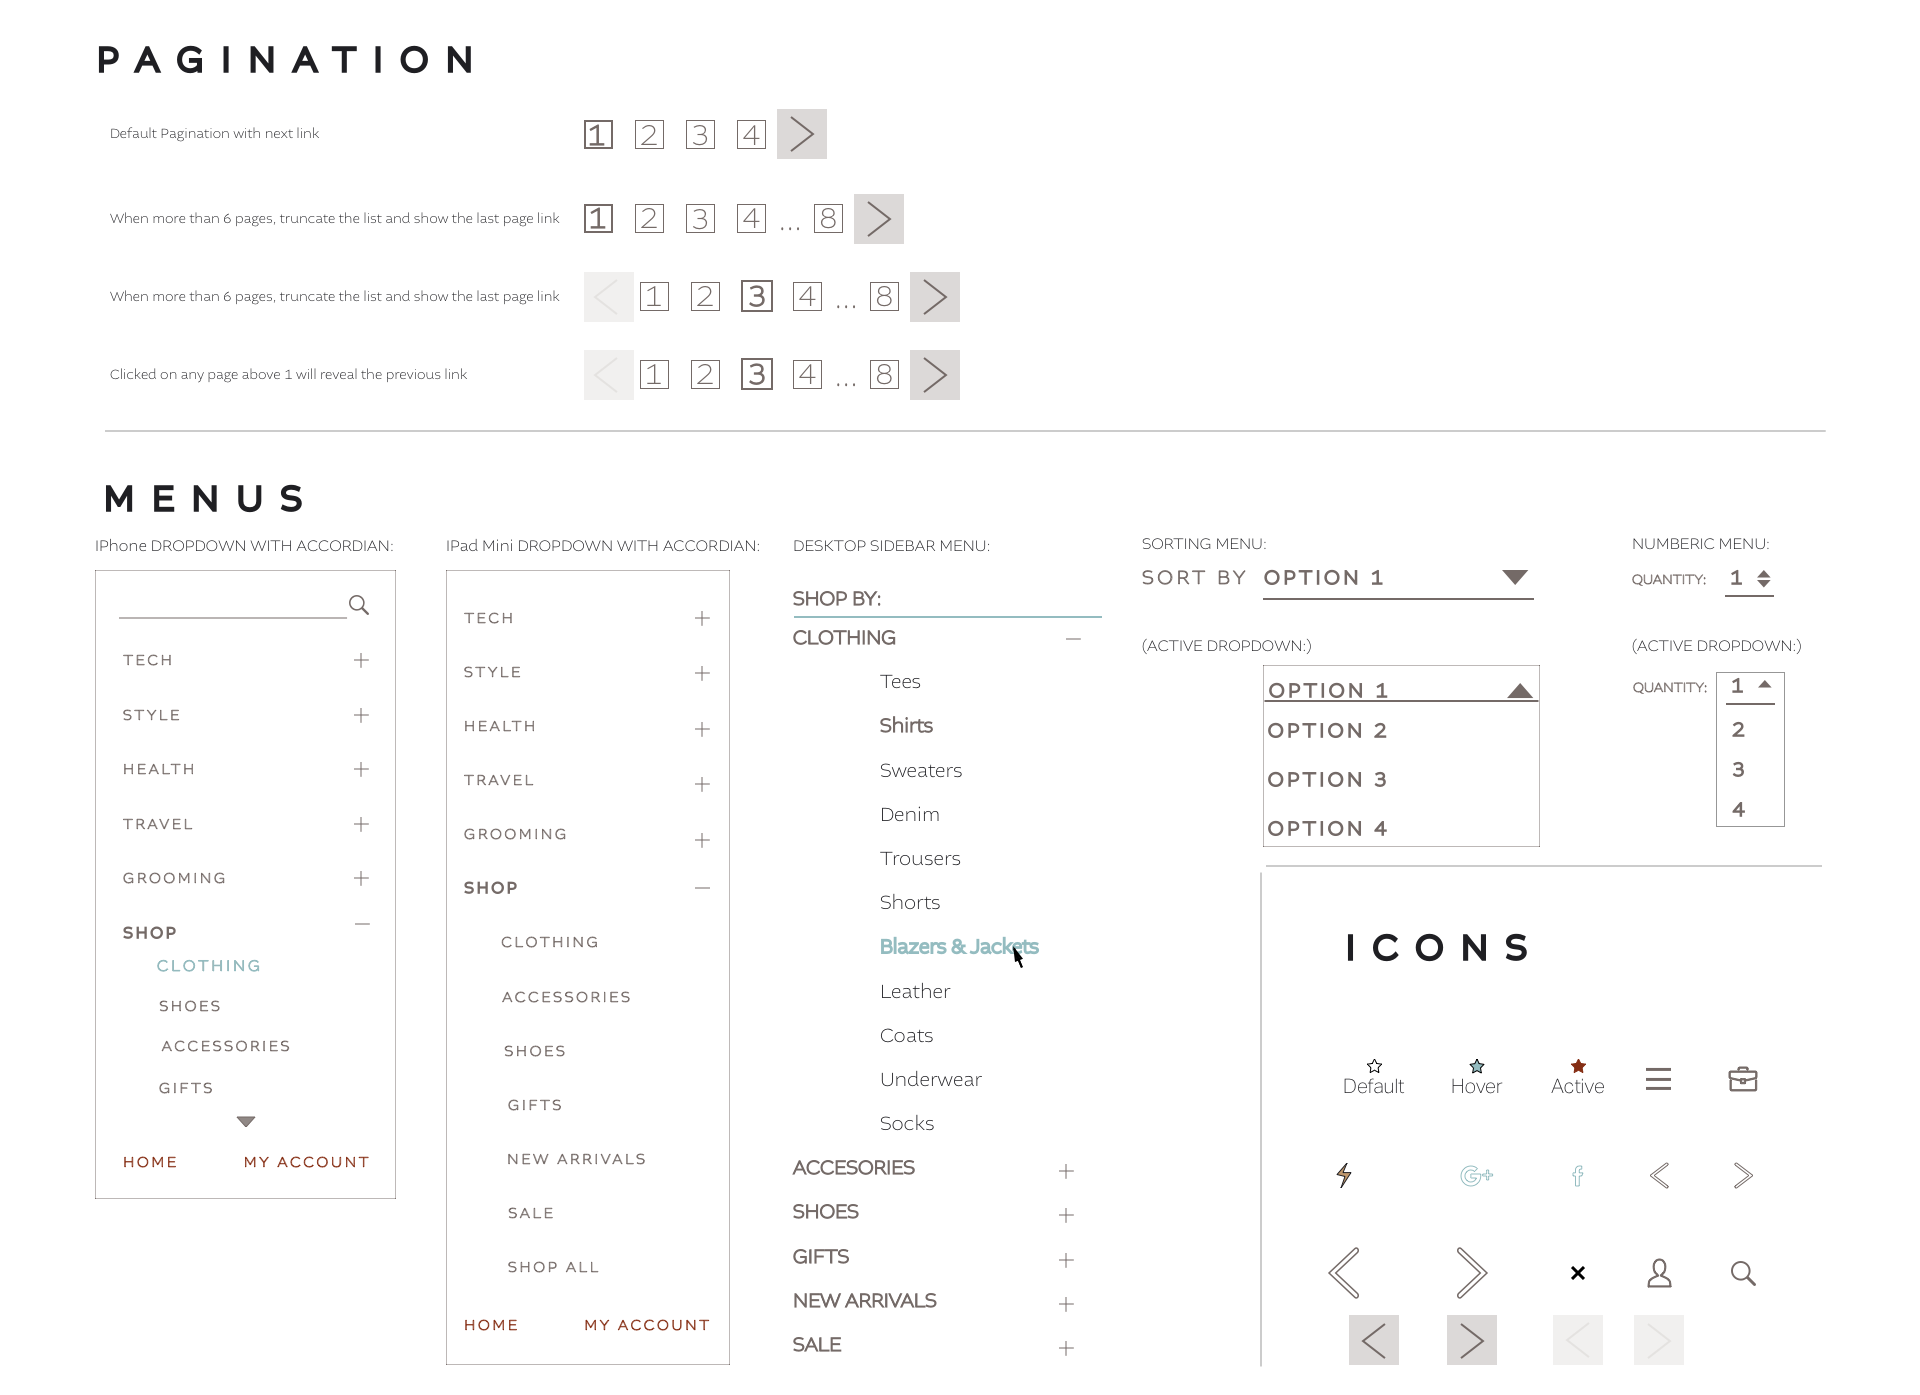 PAGINATION
Default Pagination with next link
1 2 3 4
When more than 6 pages, truncate the list and show the last page link
1 2 3 4 ... 8
When more than 6 pages, truncate the list and show the last page link
1 2 3 4 ... 8
Clicked on any page above 1 will reveal the previous link
1 2 3 4 ... 8
MENUS
IPhone DROPDOWN WITH ACCORDIAN:
TECH
STYLE
HEALTH
TRAVEL
GROOMING
SHOP
CLOTHING
SHOES
ACCESSORIES
GIFTS
HOME MY ACCOUNT
IPad Mini DROPDOWN WITH ACCORDIAN:
TECH
STYLE
HEALTH
TRAVEL
GROOMING
SHOP
CLOTHING
ACCESSORIES
SHOES
GIFTS
NEW ARRIVALS
SALE
SHOP ALL
HOME MY ACCOUNT
DESKTOP SIDEBAR MENU:
SHOP BY:
CLOTHING
Tees
Shirts
Sweaters
Denim
Trousers
Shorts
Blazers & Jackets
Leather
Coats
Underwear
Socks
ACCESORIES
SHOES
GIFTS
NEW ARRIVALS
SALE
SORTING MENU:
SORT BY OPTION 1
(ACTIVE DROPDOWN:)
OPTION 1
OPTION 2
OPTION 3
OPTION 4
NUMBERIC MENU:
QUANTITY: 1
(ACTIVE DROPDOWN:)
QUANTITY: 1
2
3
4
ICONS
Default Hover Active
G+ f